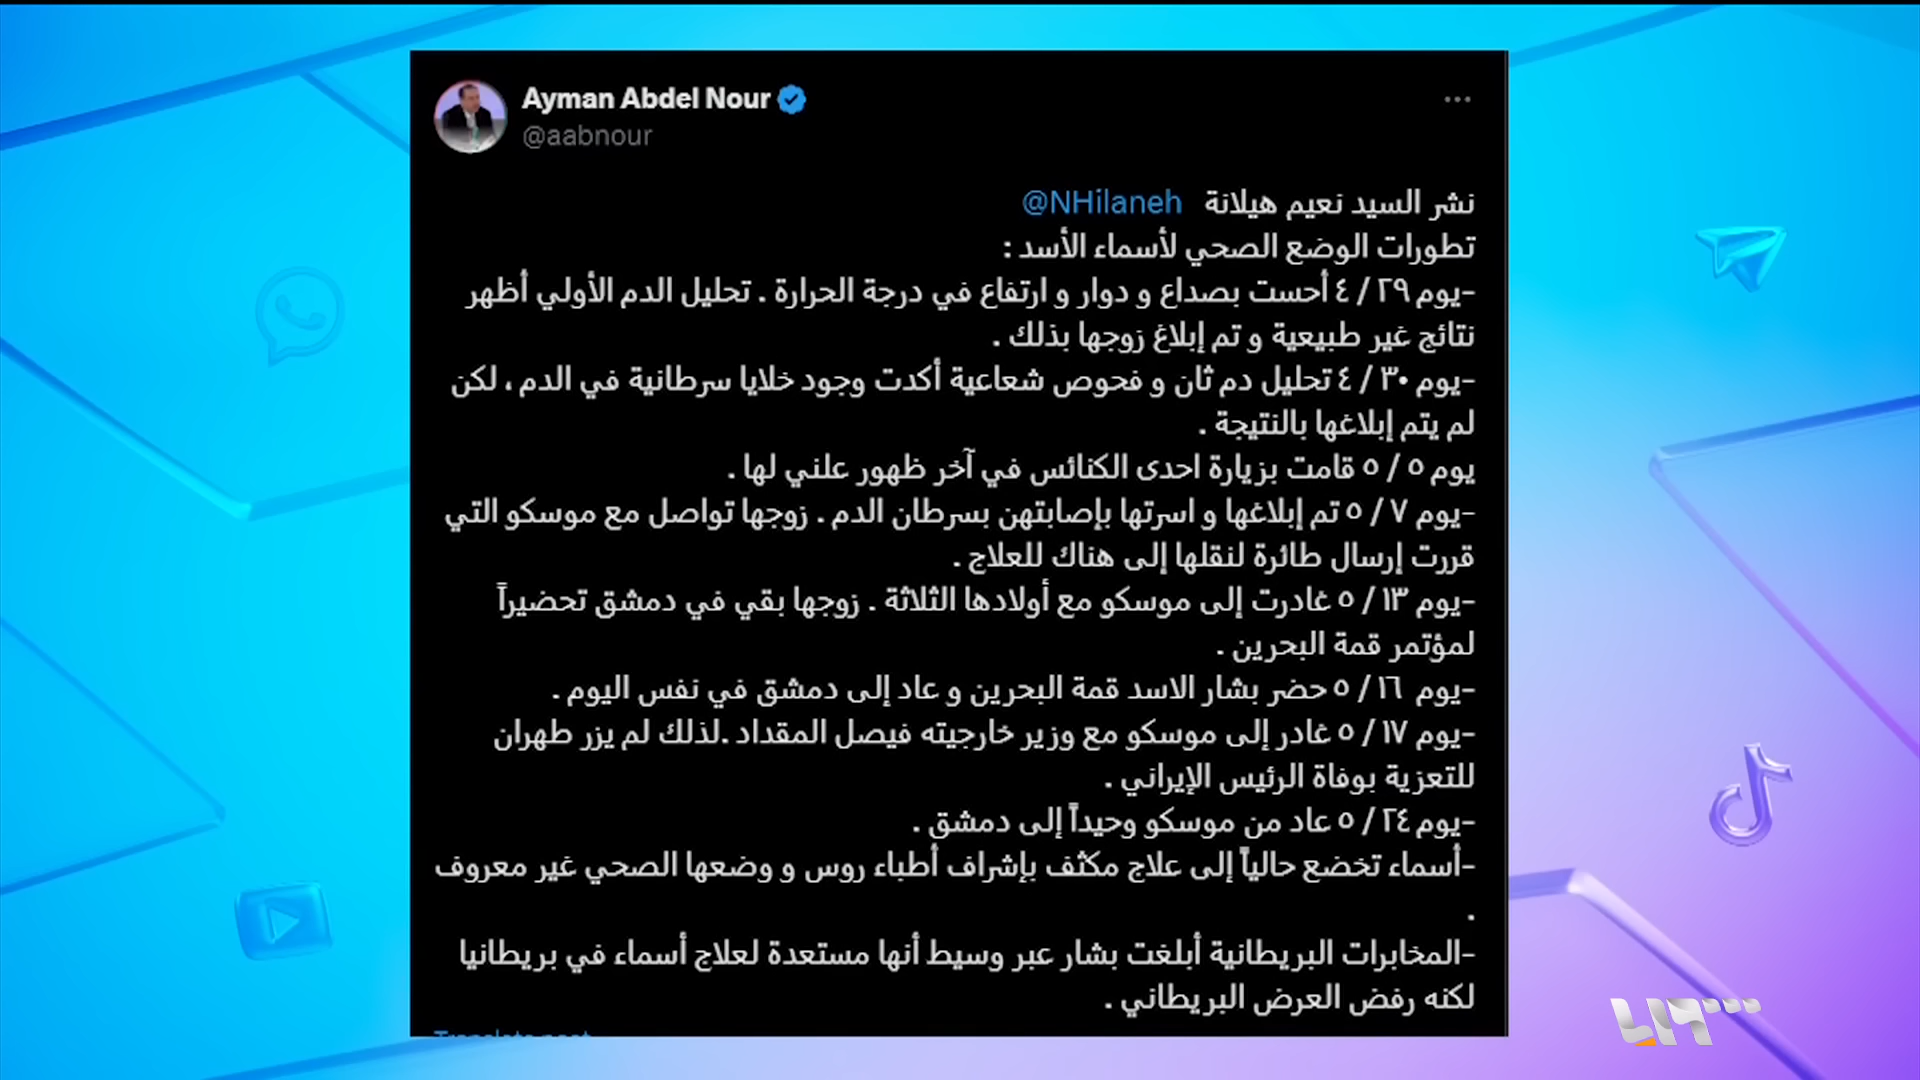 Ayman Abdel Nour
@aabnour
نشر السيد نعيم هيلانة @NHilaneh
تطورات الوضع الصحي لأسماء الأسد :
-يوم ٢٩ / ٤ أحست بصداع و دوار و ارتفاع في درجة الحرارة . تحليل الدم الأولي أظهر
نتائج غير طبيعية و تم إبلاغ زوجها بذلك .
-يوم ٣٠ / ٤ تحليل دم ثان و فحوص شعاعية أكدت وجود خلايا سرطانية في الدم ، لكن
لم يتم إبلاغها بالنتيجة .
يوم ٥ / ٥ قامت بزيارة احدى الكنائس في آخر ظهور علني لها .
-يوم ٧ / ٥ تم إبلاغها و اسرتها بإصابتهن بسرطان الدم . زوجها تواصل مع موسكو التي
قررت إرسال طائرة لنقلها إلى هناك للعلاج .
-يوم ١٣ / ٥ غادرت إلى موسكو مع أولادها الثلاثة . زوجها بقي في دمشق تحضيراً
لمؤتمر قمة البحرين .
-يوم ١٦ / ٥ حضر بشار الاسد قمة البحرين و عاد إلى دمشق في نفس اليوم .
-يوم ١٧ / ٥ غادر إلى موسكو مع وزير خارجيته فيصل المقداد .لذلك لم يزر طهران
للتعزية بوفاة الرئيس الإيراني .
-يوم ٢٤ / ٥ عاد من موسكو وحيداً إلى دمشق .
-أسماء تخضع حالياً إلى علاج مكثف بإشراف أطباء روس و وضعها الصحي غير معروف
.
-المخابرات البريطانية أبلغت بشار عبر وسيط أنها مستعدة لعلاج أسماء في بريطانيا
لكنه رفض العرض البريطاني .
Translate post